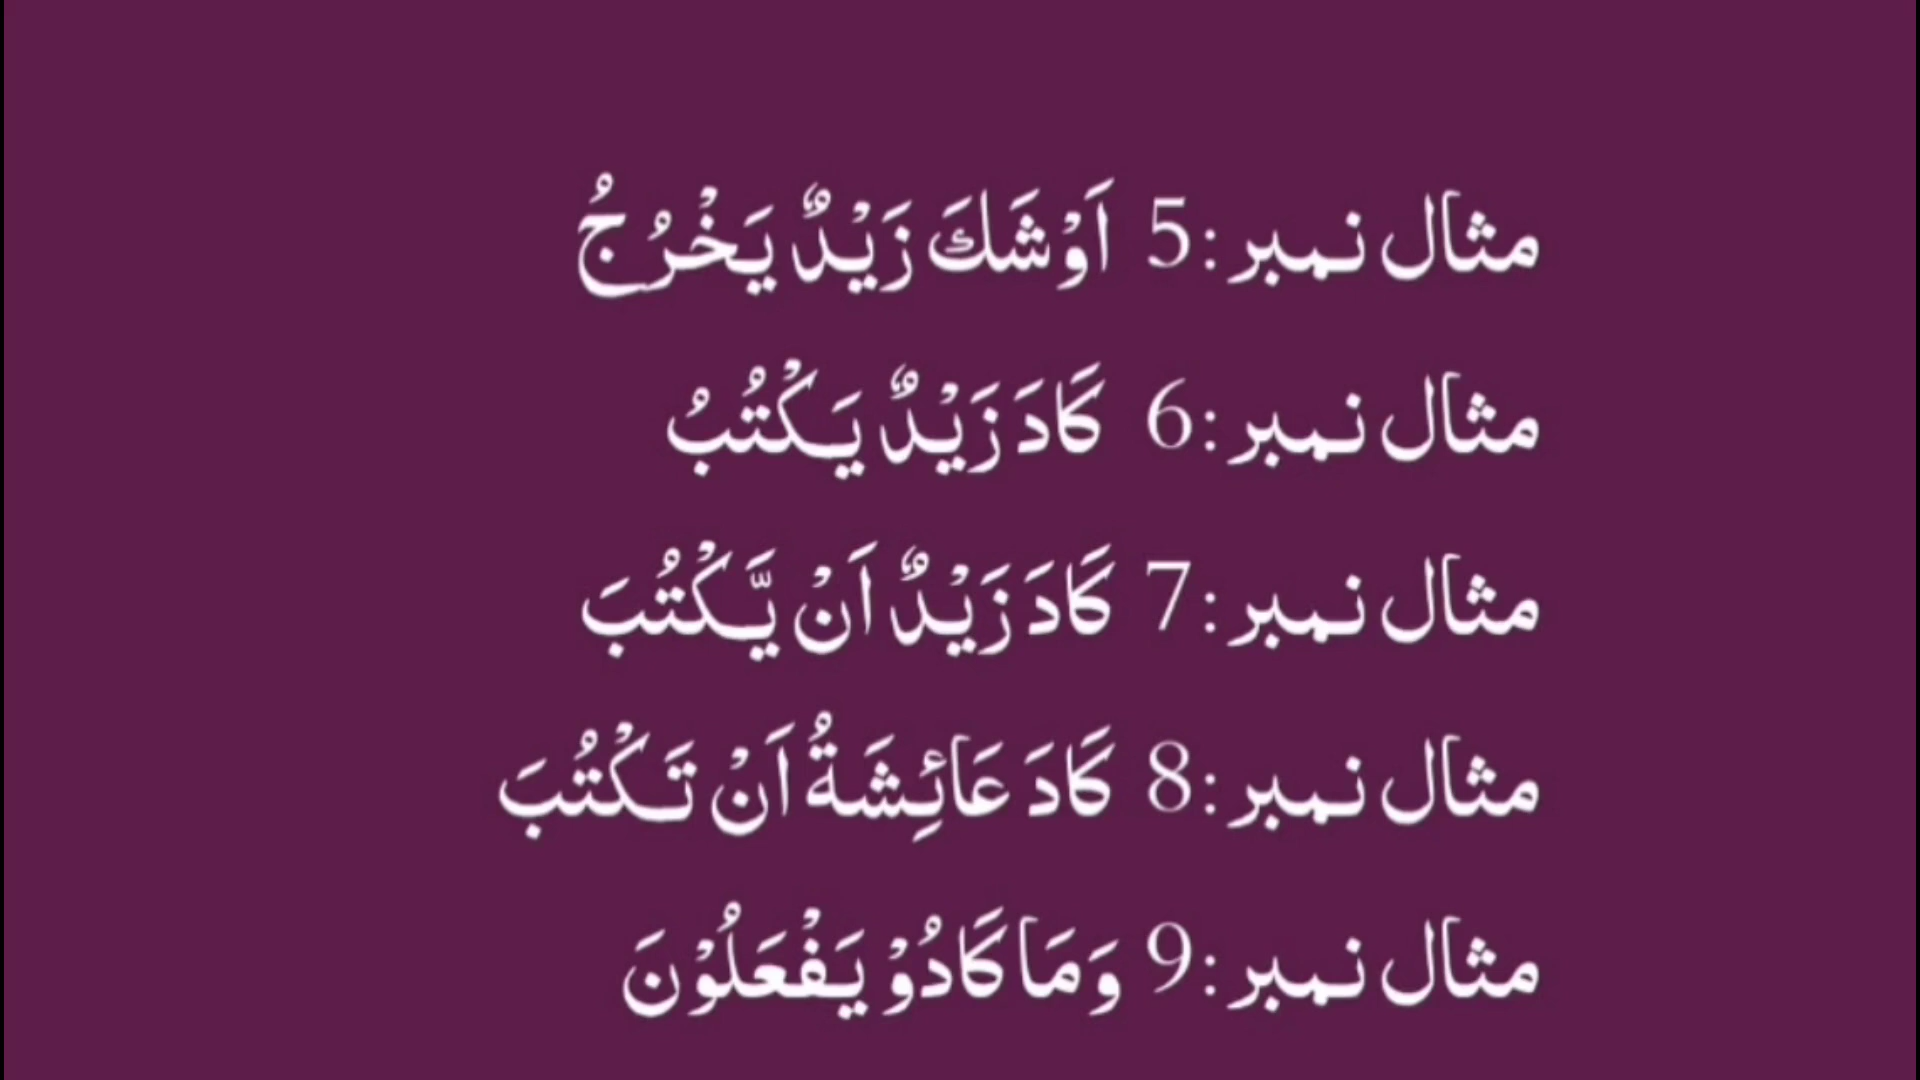 مثال نمبر:5 اَوْشَكَ زَيْدٌ يَخْرُجُ
مثال نمبر:6 كَادَ زَيْدٌ يَكْتُبُ
مثال نمبر:7 كَادَ زَيْدٌ اَنْ يَّكْتُبَ
مثال نمبر:8 كَادَ عَائِشَةُ اَنْ تَكْتُبَ
مثال نمبر:9 وَمَا كَادُوْ يَفْعَلُوْنَ